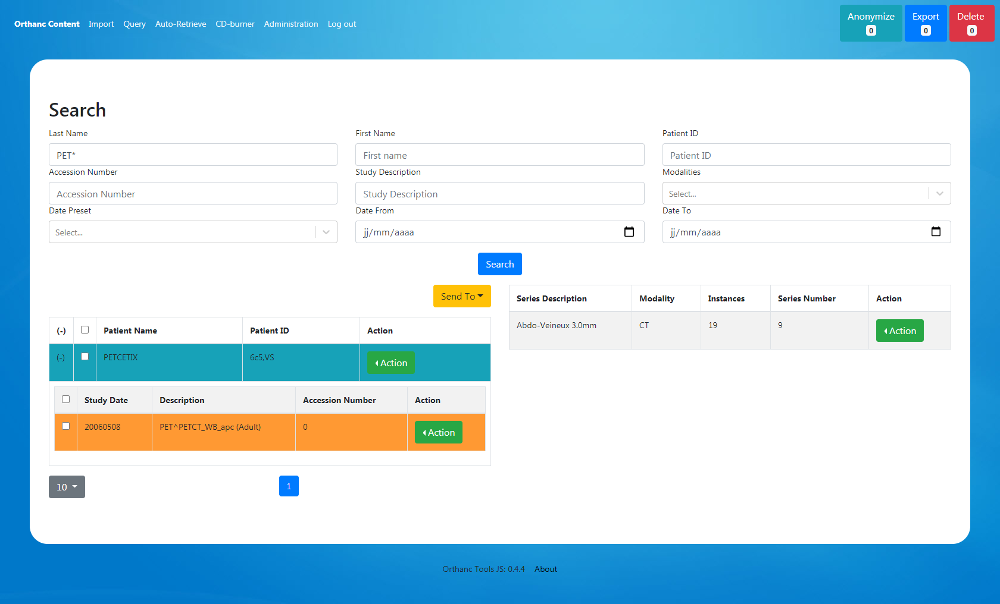 Orthanc Content Import Query Auto-Retrieve CD-burner Administration Log out
Anonymize
0
Export
0
Delete
0
Search
Last Name
First Name
Patient ID
PET*
First name
Patient ID
Accession Number
Study Description
Modalities
Accession Number
Study Description
Select...
Date Preset
Date From
Date To
Select...
jj/mm/aaaa
jj/mm/aaaa
Search
Send To
(-) Patient Name Patient ID Action
(-) PETCETIX 6c5,VS Action
Study Date Description Accession Number Action
20060508 PET^PETCT_WB_apc (Adult) 0 Action
10
1
Series Description Modality Instances Series Number Action
Abdo-Veineux 3.0mm CT 19 9 Action
Orthanc Tools JS: 0.4.4 About